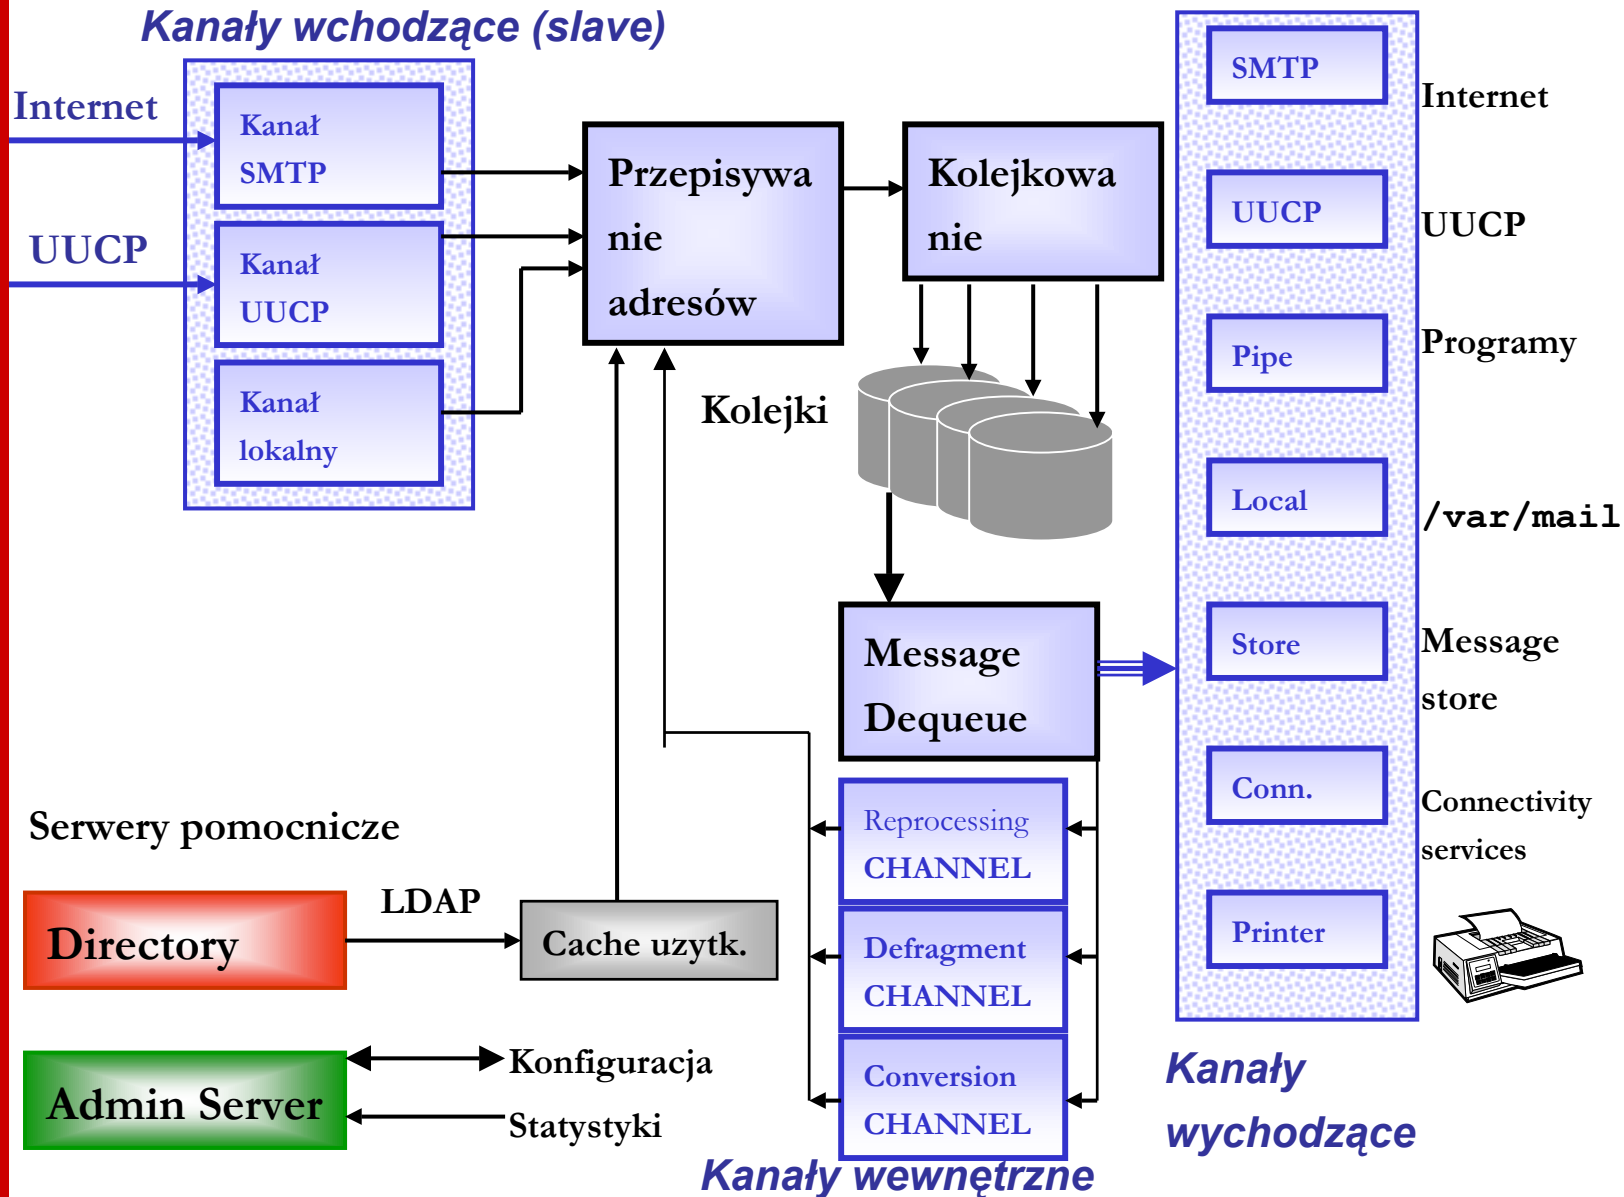 Kanały wchodzące (slave)
Internet
UUCP
Kanał
SMTP
Kanał
UUCP
Kanał
lokalny
Przepisywa
nie
adresów
Kolejkowa
nie
Kolejki
Message
Dequeue
Reprocessing
CHANNEL
Defragment
CHANNEL
Conversion
CHANNEL
Kanały wewnętrzne
SMTP
Internet
UUCP
UUCP
Pipe
Programy
Local
/var/mail
Store
Message
store
Conn.
Connectivity
services
Printer
Kanały
wychodzące
Serwery pomocnicze
Directory
LDAP
Cache uzytk.
Admin Server
Konfiguracja
Statystyki